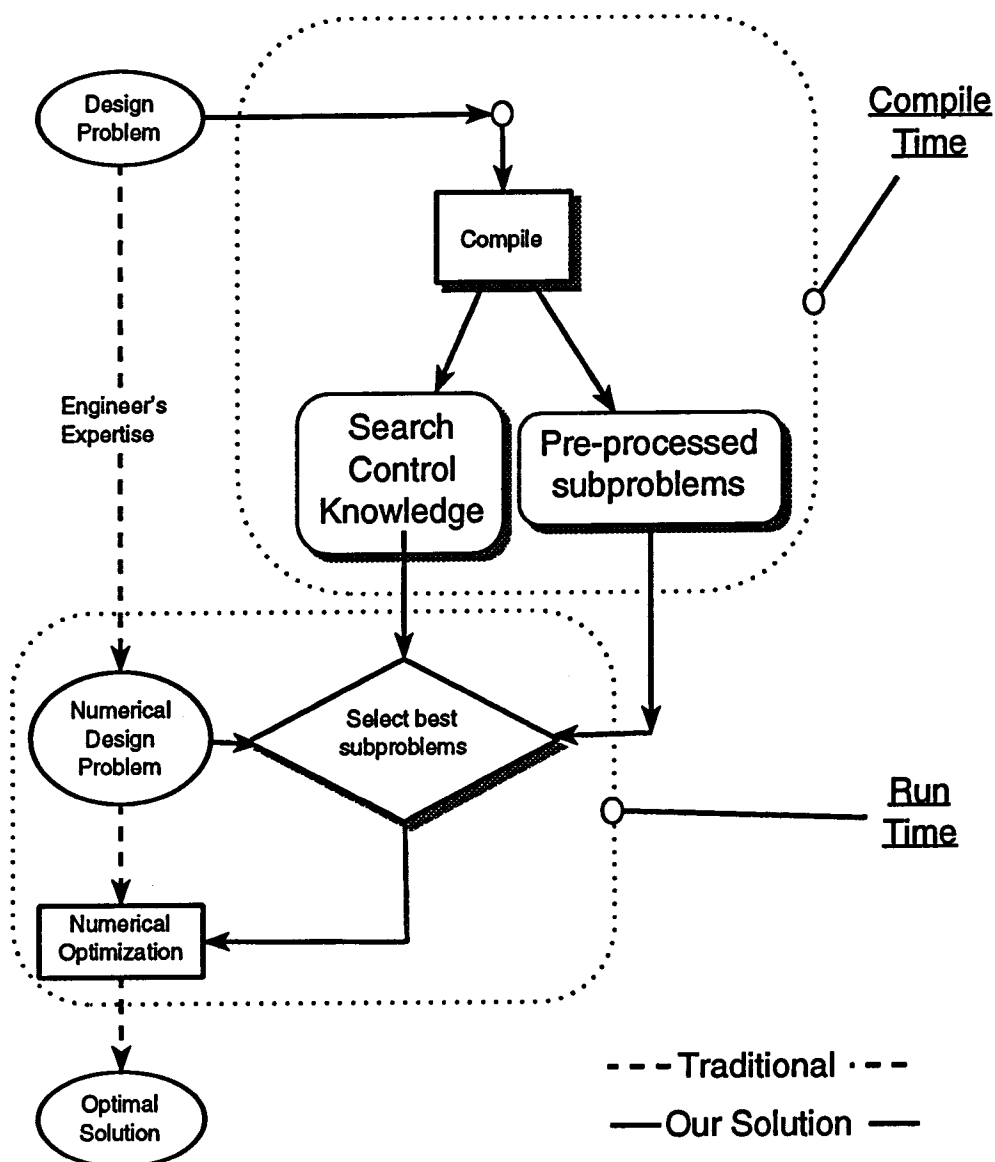 Design
Problem
Compile
Time
Compile
Engineer's
Expertise
Search
Control
Knowledge
Pre-processed
subproblems
Numerical
Design
Problem
Select best
subproblems
Run
Time
Numerical
Optimization
Optimal
Solution
Traditional
Our Solution